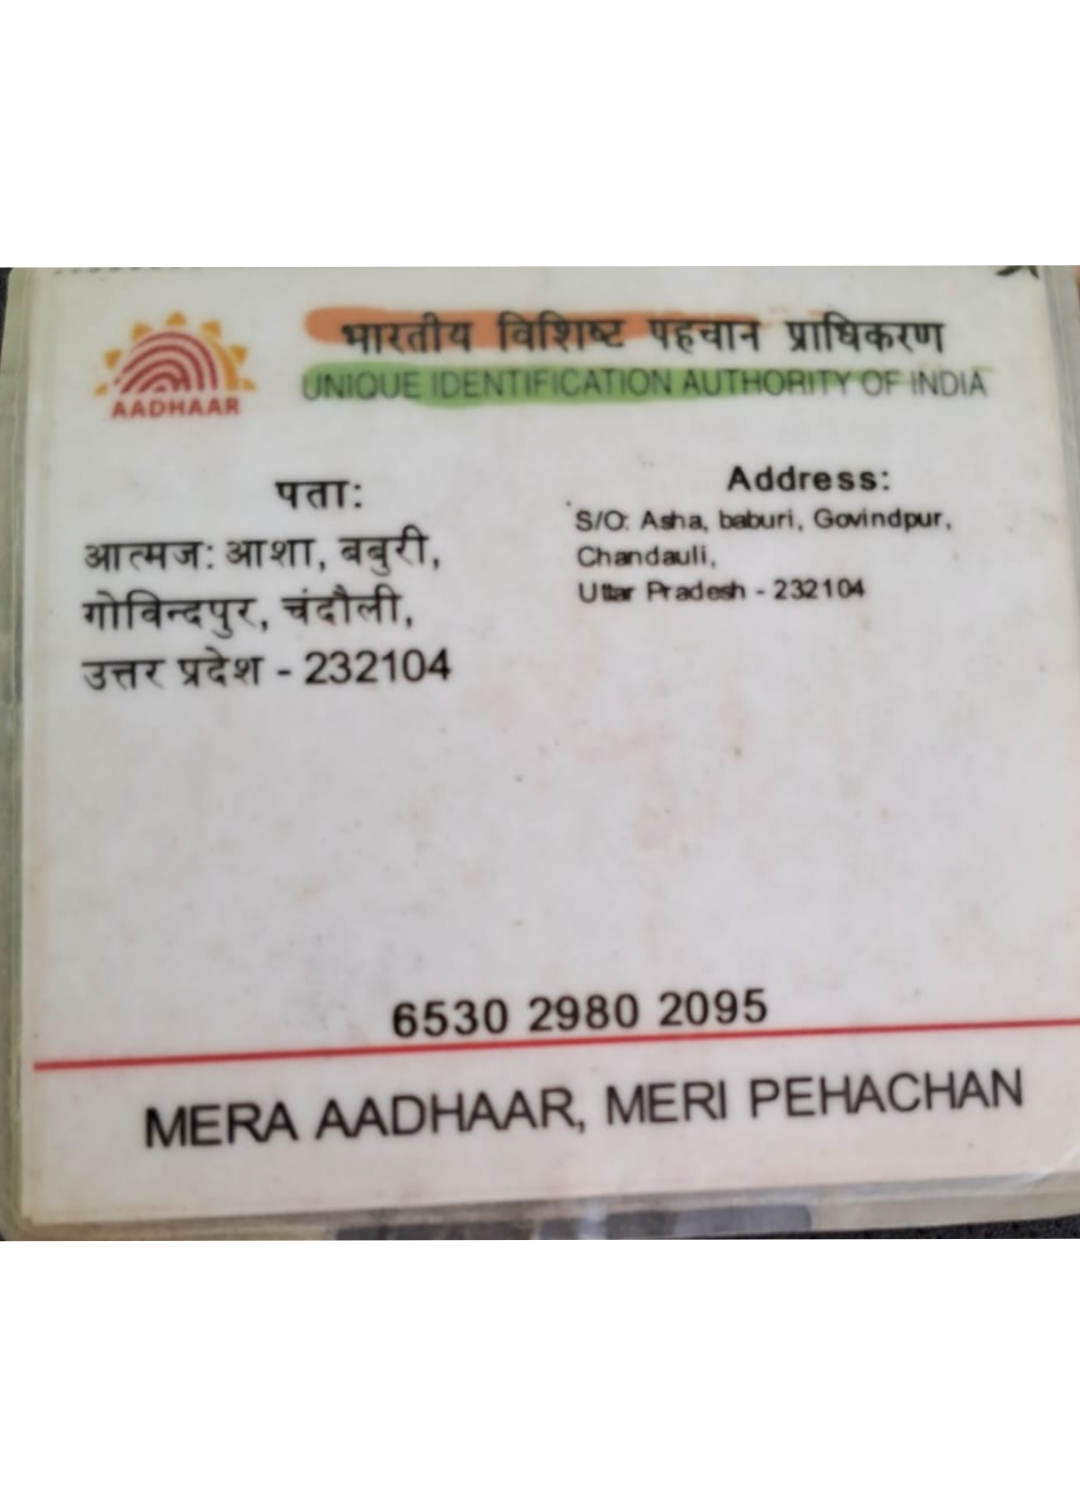 भारतीय विशिष्ट पहचान प्राधिकरण
UNIQUE IDENTIFICATION AUTHORITY OF INDIA
AADHAAR
पता:
आत्मज: आशा, बबुरी,
गोविन्दपुर, चंदौली,
उत्तर प्रदेश - 232104
Address:
S/O: Asha, baburi, Govindpur,
Chandauli,
Uttar Pradesh - 232104
6530 2980 2095
MERA AADHAAR, MERI PEHACHAN